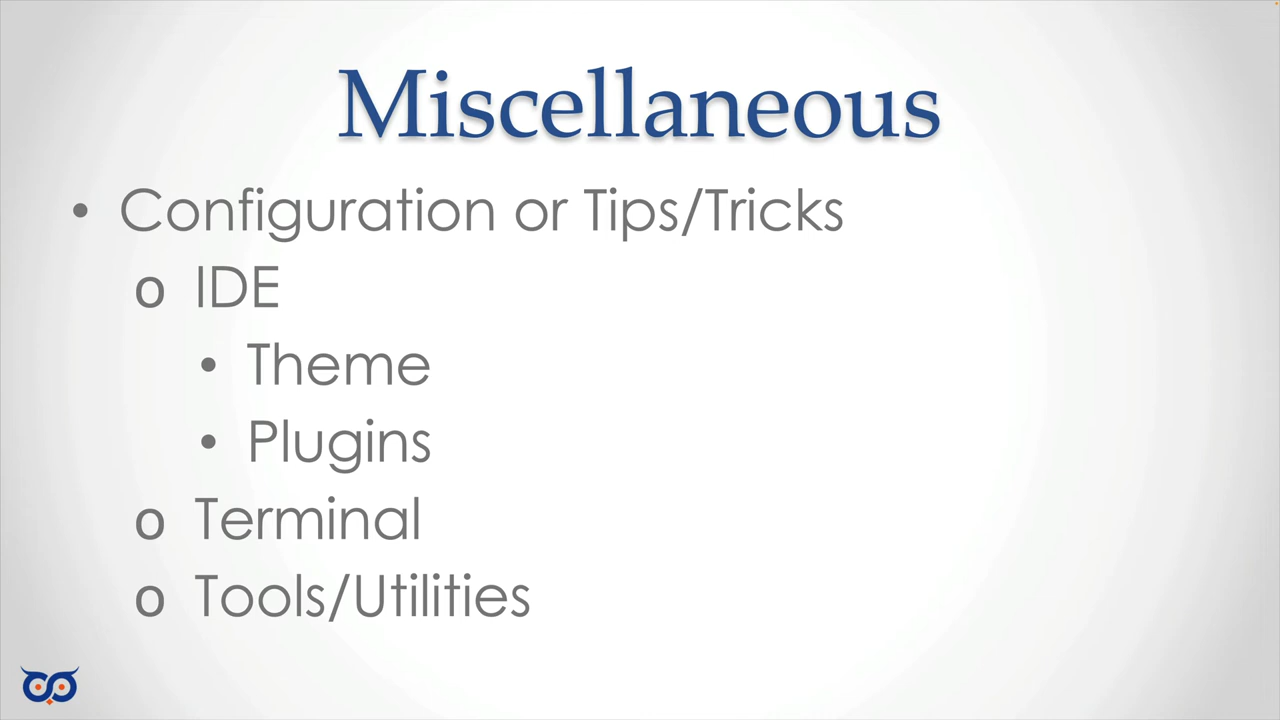 Miscellaneous
• Configuration or Tips/Tricks
o IDE
• Theme
• Plugins
o Terminal
o Tools/Utilities